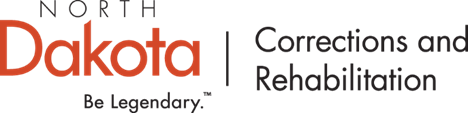 NORTH
Dakota
Be Legendary.™
Corrections and
Rehabilitation